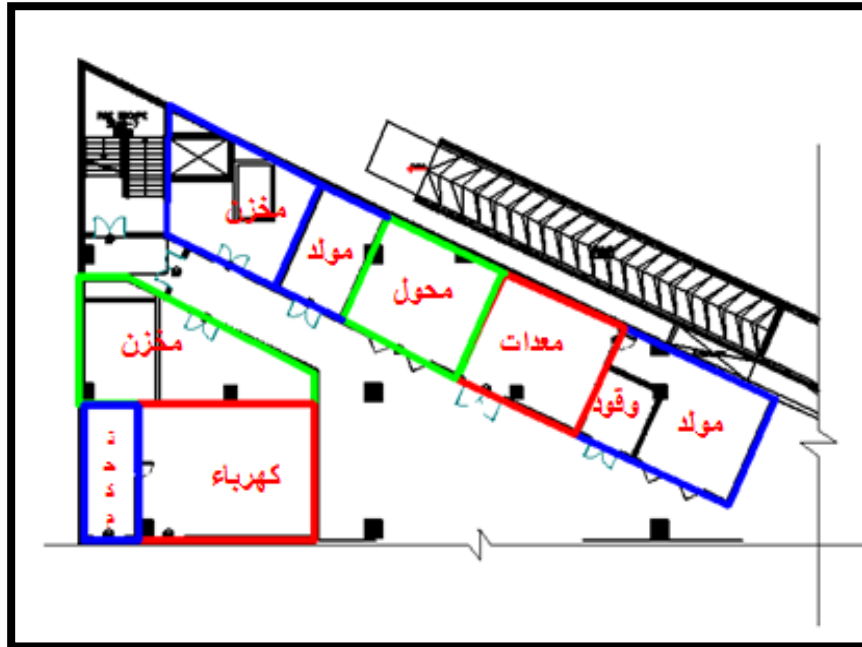 مخزن
مولد
محول
معدات
وقود
مولد
مخزن
كهرباء